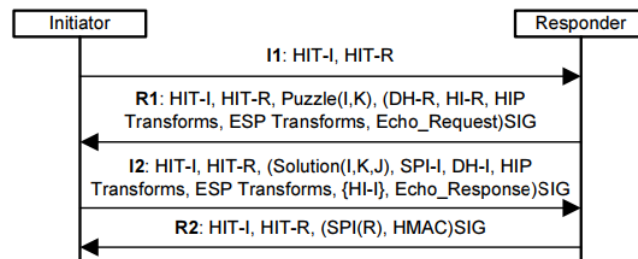 Initiator
Responder
I1: HIT-I, HIT-R
R1: HIT-I, HIT-R, Puzzle(I,K), (DH-R, HI-R, HIP
Transforms, ESP Transforms, Echo_Request)SIG
I2: HIT-I, HIT-R, (Solution(I,K,J), SPI-I, DH-I, HIP
Transforms, ESP Transforms, {HI-I}, Echo_Response)SIG
R2: HIT-I, HIT-R, (SPI(R), HMAC)SIG